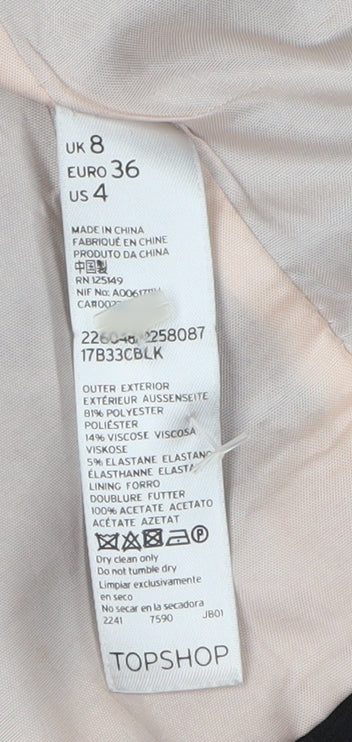 UK 8
EURO 36
US 4
MADE IN CHINA
FABRIQUÉ EN CHINE
PRODUTO DA CHINA
中国製
RN 125149
NIF No:
17B33CBLK
OUTER EXTERIOR
EXTÉRIEUR AUSSENSEITE
81% POLYESTER
POLIÉSTER
14% VISCOSE VISCOSA
VISKOSE
5% ELASTANE ELASTANO
ÉLASTHANNE
LINING FORRO
DOUBLURE FUTTER
100% ACETATE ACETATO
ACÉTATE AZETAT
Dry clean only
Do not tumble dry
Limpiar exclusivamente
en seco
No secar en la secadora
2241 7590 JB01
TOPSHOP